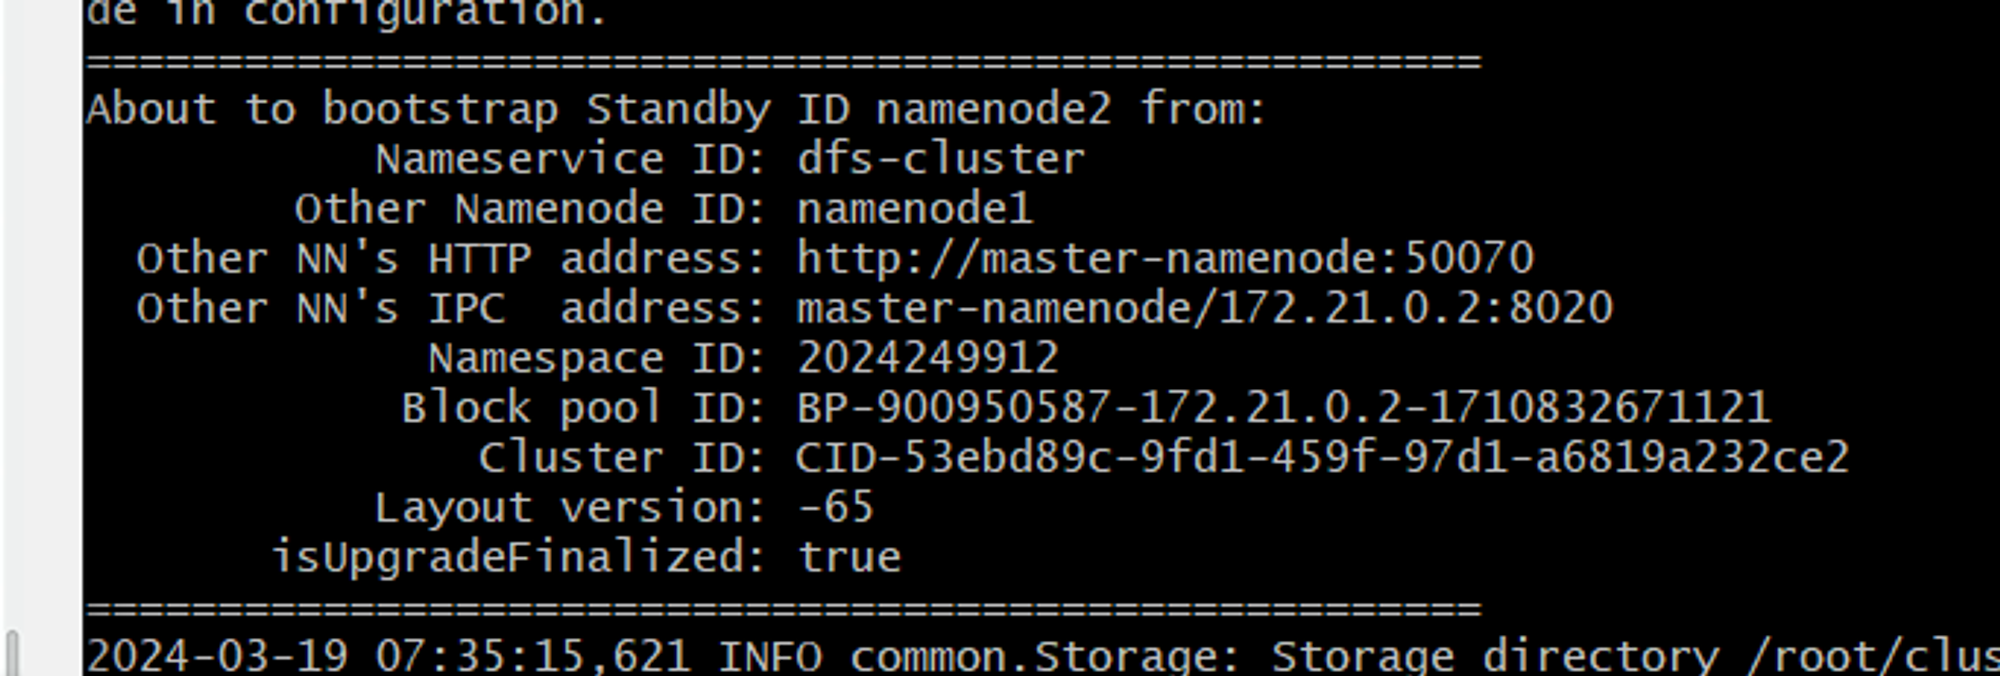 de in configuration.
=====================================================
About to bootstrap Standby ID namenode2 from:
Nameservice ID: dfs-cluster
Other Namenode ID: namenode1
Other NN's HTTP address: http://master-namenode:50070
Other NN's IPC  address: master-namenode/172.21.0.2:8020
Namespace ID: 2024249912
Block pool ID: BP-900950587-172.21.0.2-1710832671121
Cluster ID: CID-53ebd89c-9fd1-459f-97d1-a6819a232ce2
Layout version: -65
isUpgradeFinalized: true
=====================================================
2024-03-19 07:35:15,621 INFO common.Storage: Storage directory /root/clus